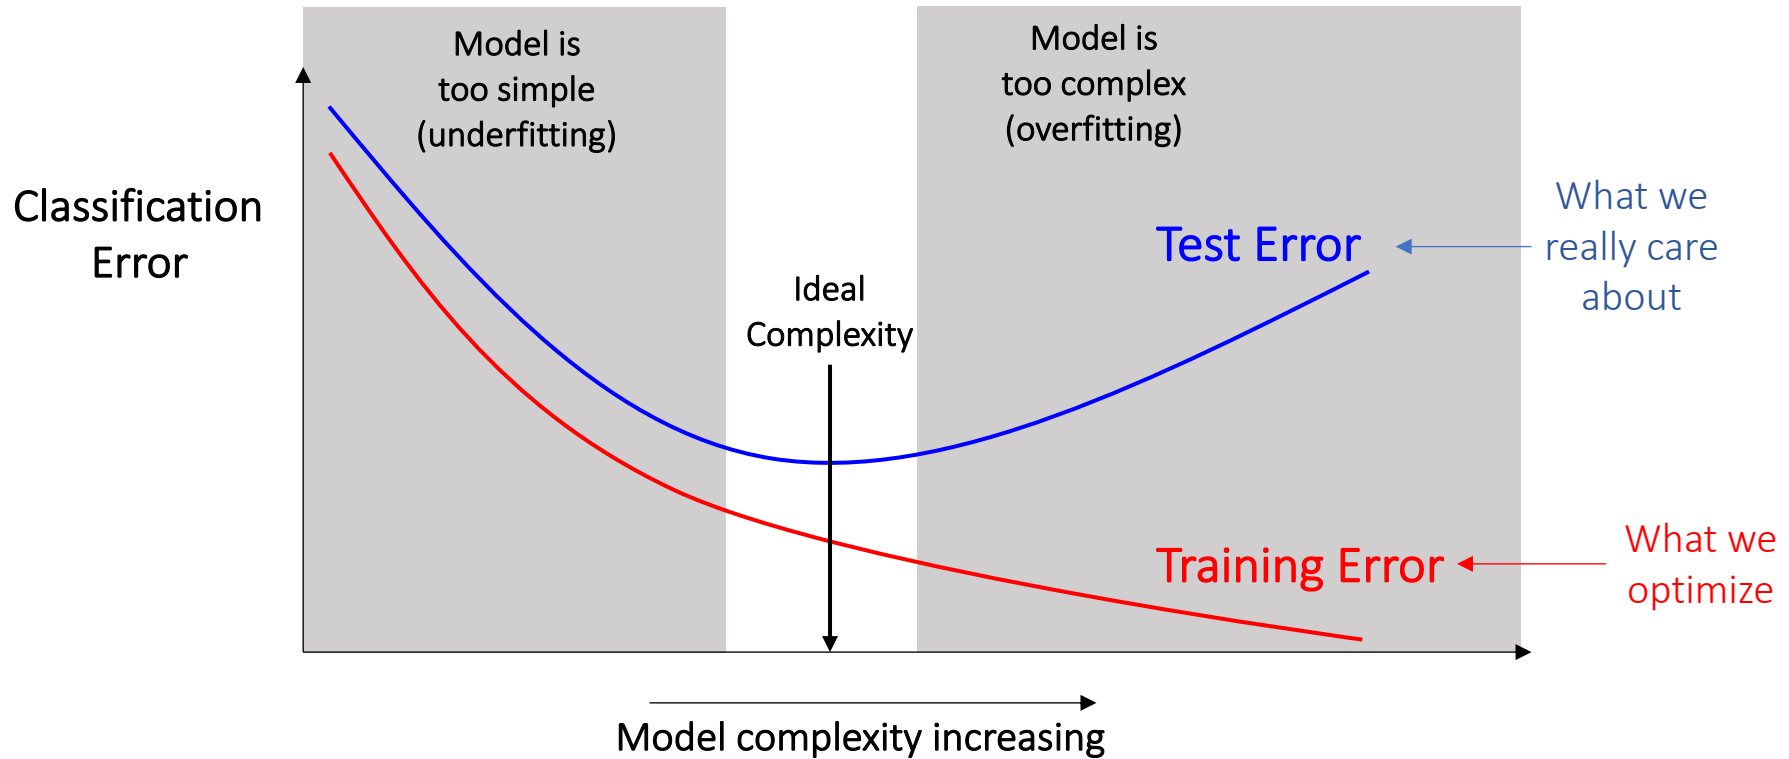 Model is
too simple
(underfitting)
Model is
too complex
(overfitting)
Classification
Error
Ideal
Complexity
Test Error
What we
really care
about
Training Error
What we
optimize
Model complexity increasing